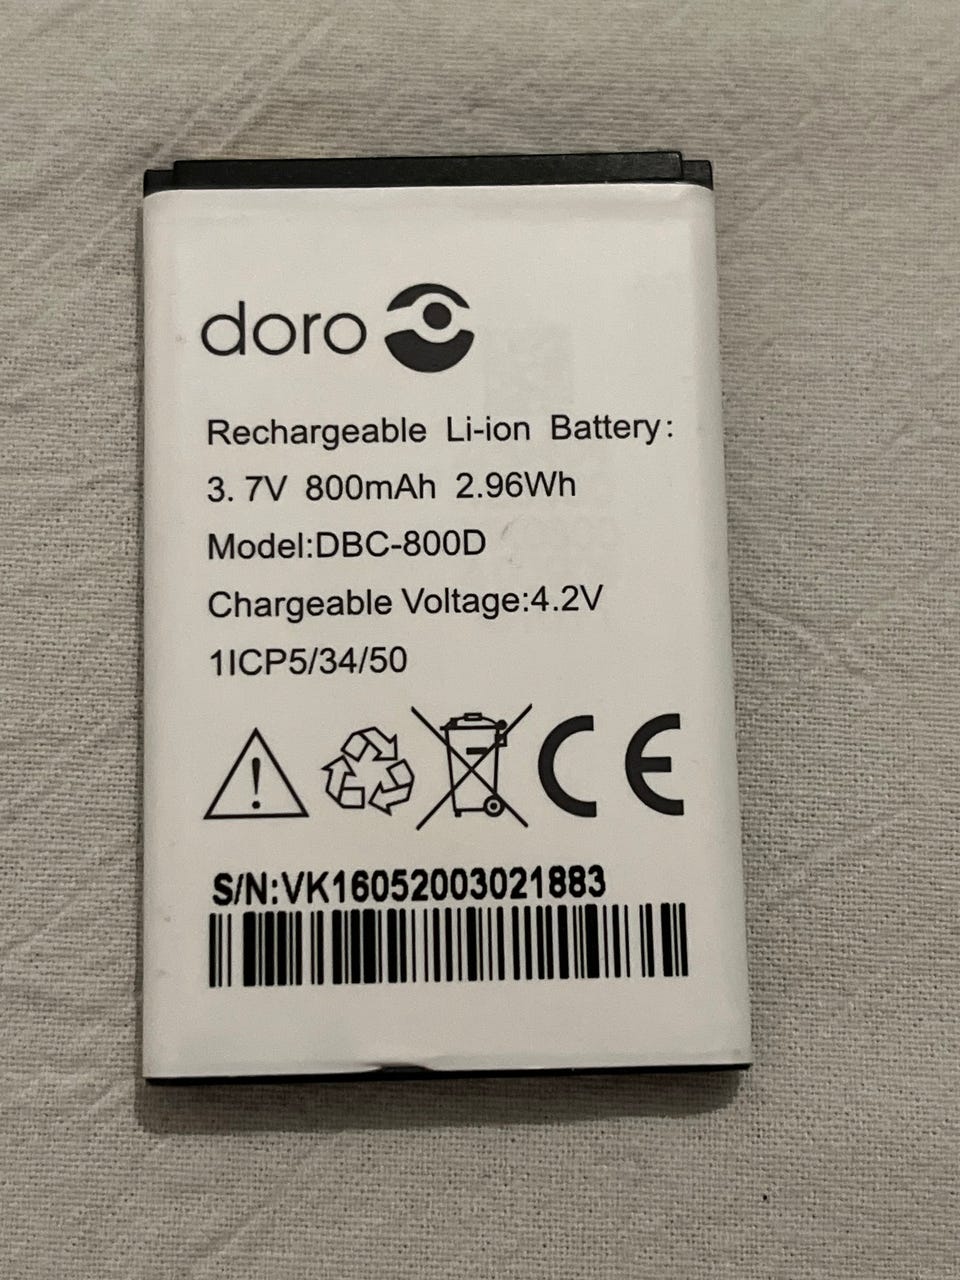 doro
Rechargeable Li-ion Battery:
3.7V 800mAh 2.96Wh
Model:DBC-800D
Chargeable Voltage:4.2V
1ICP5/34/50
CE
S/N:VK16052003021883